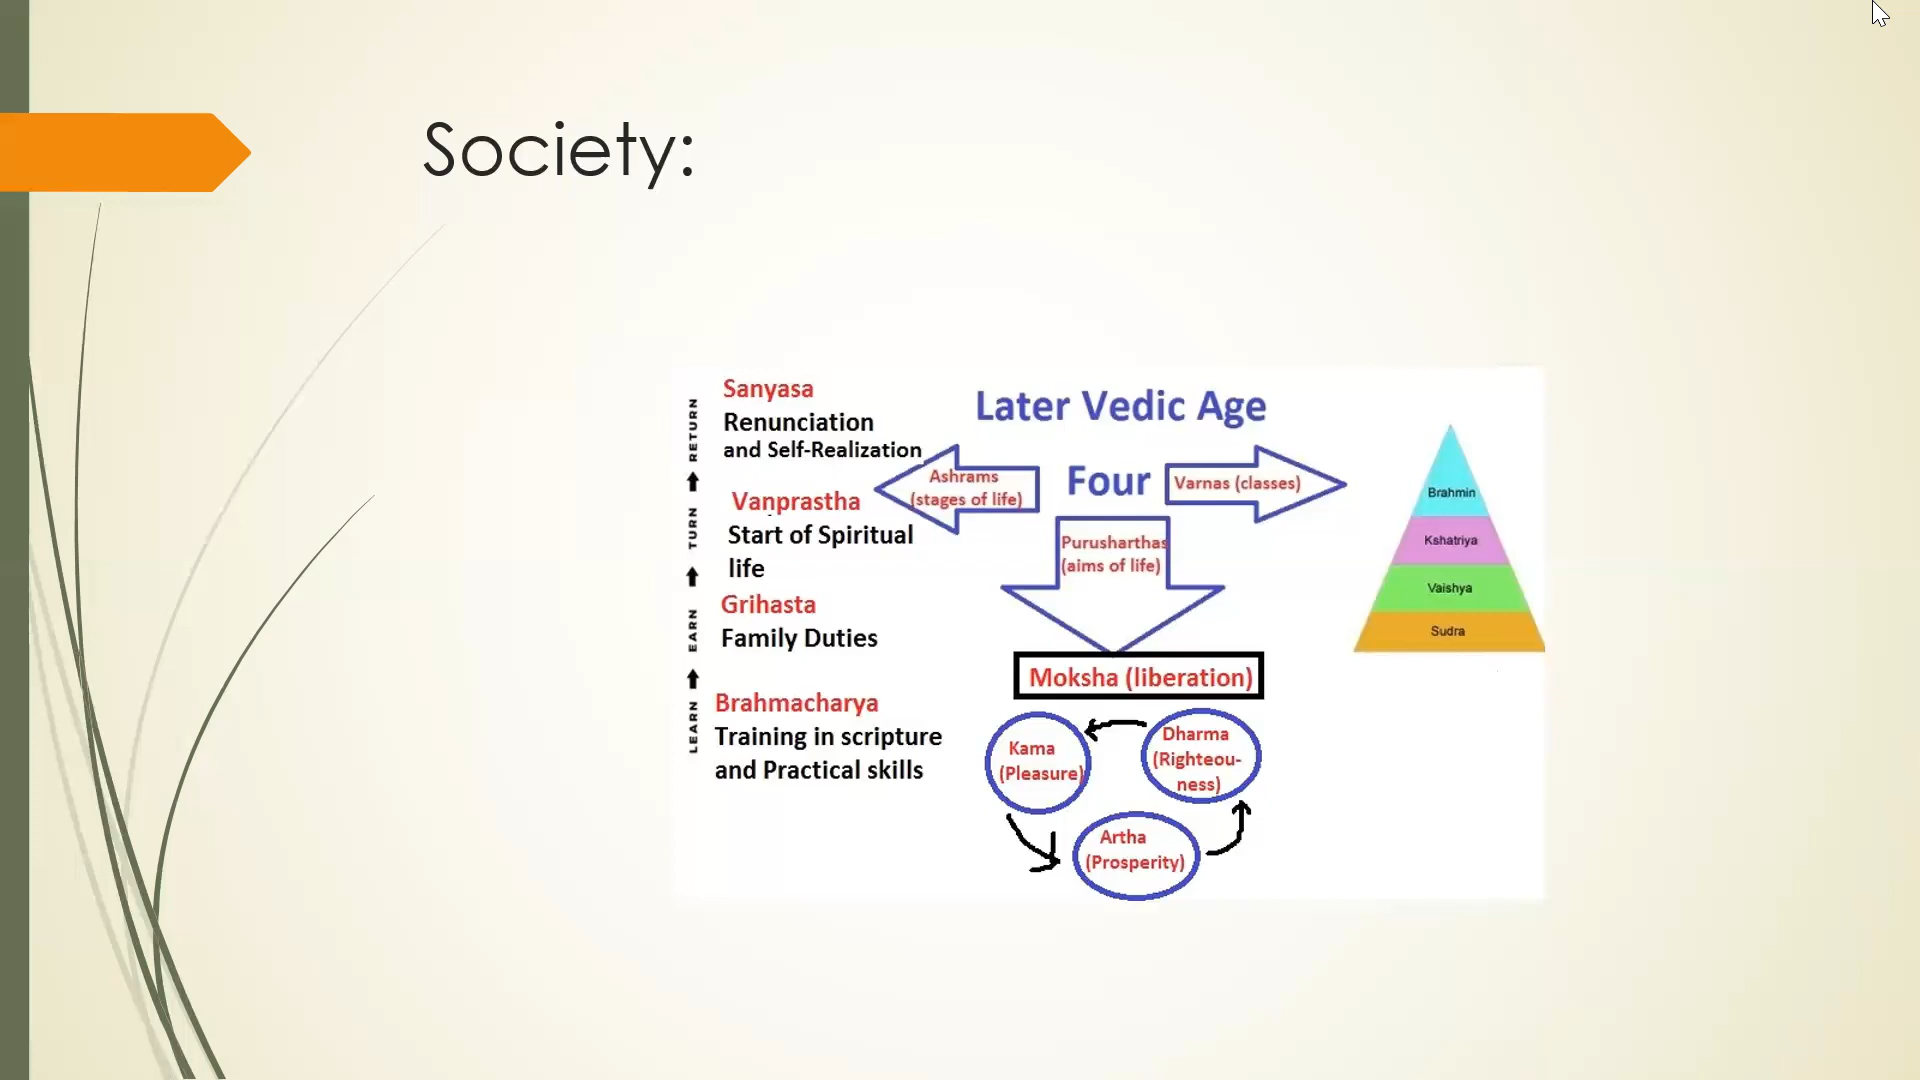 Society:
Sanyasa
Renunciation
and Self-Realization
Vanprastha
Start of Spiritual
life
Grihasta
Family Duties
Brahmacharya
Training in scripture
and Practical skills
RETURN
TURN
EARN
LEARN
Later Vedic Age
Four
Ashrams
(stages of life)
Varnas (classes)
Purusharthas
(aims of life)
Moksha (liberation)
Kama
(Pleasure)
Dharma
(Righteou-
ness)
Artha
(Prosperity)
Brahmin
Kshatriya
Vaishya
Sudra